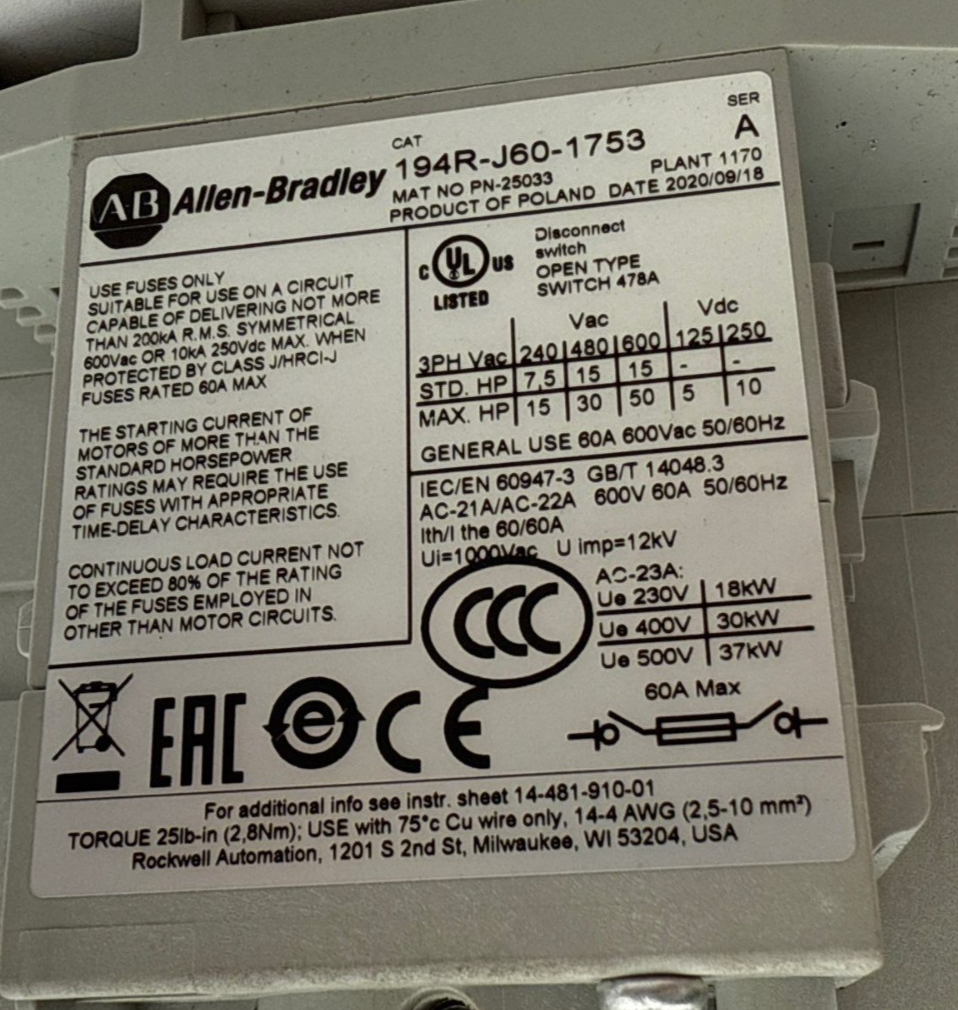 CAT
194R-J60-1753
SER
A
AB Allen-Bradley
MAT NO PN-25033
PLANT 1170
PRODUCT OF POLAND DATE 2020/09/18
USE FUSES ONLY
SUITABLE FOR USE ON A CIRCUIT
CAPABLE OF DELIVERING NOT MORE
THAN 200kA R.M.S. SYMMETRICAL
600Vac OR 10kA 250Vdc MAX. WHEN
PROTECTED BY CLASS J/HRCI-J
FUSES RATED 60A MAX
THE STARTING CURRENT OF
MOTORS OF MORE THAN THE
STANDARD HORSEPOWER
RATINGS MAY REQUIRE THE USE
OF FUSES WITH APPROPRIATE
TIME-DELAY CHARACTERISTICS.
CONTINUOUS LOAD CURRENT NOT
TO EXCEED 80% OF THE RATING
OF THE FUSES EMPLOYED IN
OTHER THAN MOTOR CIRCUITS.
C UL US
LISTED
Disconnect
switch
OPEN TYPE
SWITCH 478A
Vac Vdc
3PH Vac 240 480 600 125 250
STD. HP 7,5 15 15 - -
MAX. HP 15 30 50 5 10
GENERAL USE 60A 600Vac 50/60Hz
IEC/EN 60947-3 GB/T 14048.3
AC-21A/AC-22A 600V 60A 50/60Hz
Ith/I the 60/60A
Ui=1000Vac U imp=12kV
CCC
AC-23A:
Ue 230V 18kW
Ue 400V 30kW
Ue 500V 37kW
60A Max
EAC e CE
For additional info see instr. sheet 14-481-910-01
TORQUE 25lb-in (2,8Nm); USE with 75°c Cu wire only, 14-4 AWG (2,5-10 mm²)
Rockwell Automation, 1201 S 2nd St, Milwaukee, WI 53204, USA